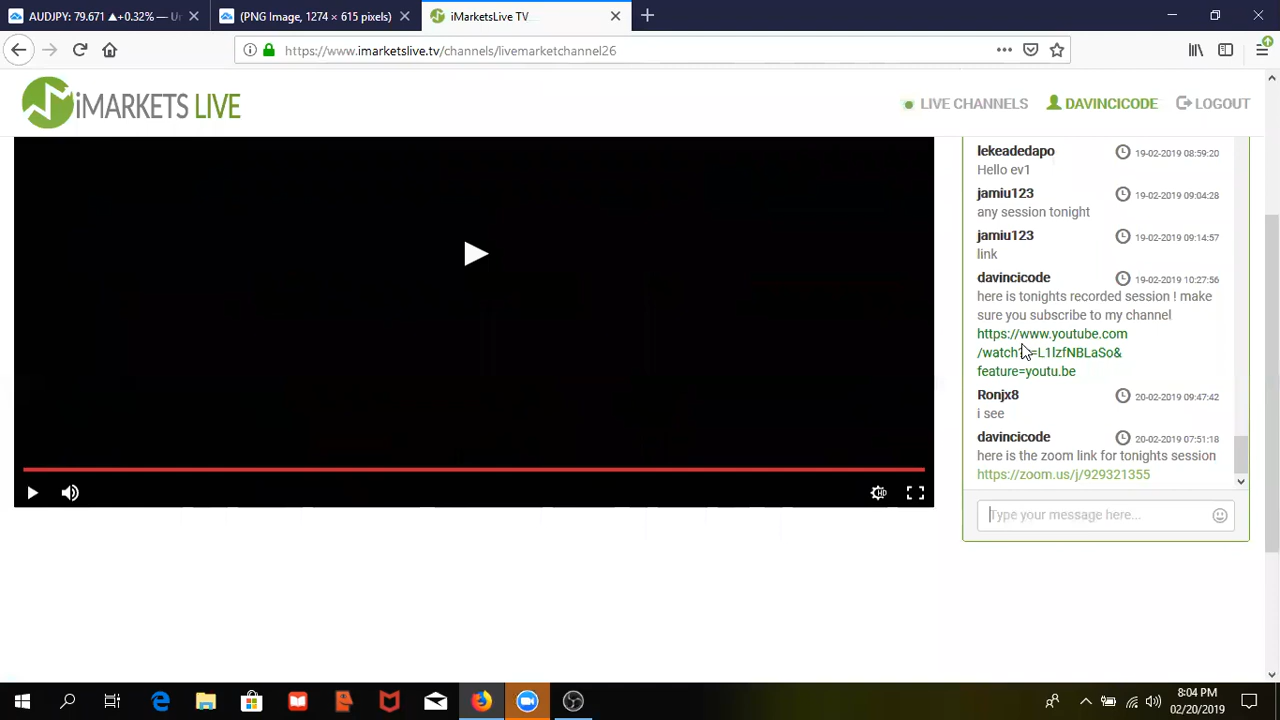 AUDJPY: 79.671 ▲+0.32% — U
(PNG Image, 1274 × 615 pixels)
iMarketsLive TV
https://www.imarketslive.tv/channels/livemarketchannel26
iMARKETS LIVE
LIVE CHANNELS
DAVINCICODE
LOGOUT
lekeadedapo 19-02-2019 08:59:20
Hello ev1
jamiu123 19-02-2019 09:04:28
any session tonight
jamiu123 19-02-2019 09:14:57
link
davincicode 19-02-2019 10:27:56
here is tonights recorded session ! make
sure you subscribe to my channel
https://www.youtube.com
/watch?=L1lzfNBLaSo&
feature=youtu.be
Ronjx8 20-02-2019 09:47:42
i see
davincicode 20-02-2019 07:51:18
here is the zoom link for tonights session
https://zoom.us/j/929321355
HD
Type your message here...
8:04 PM
02/20/2019